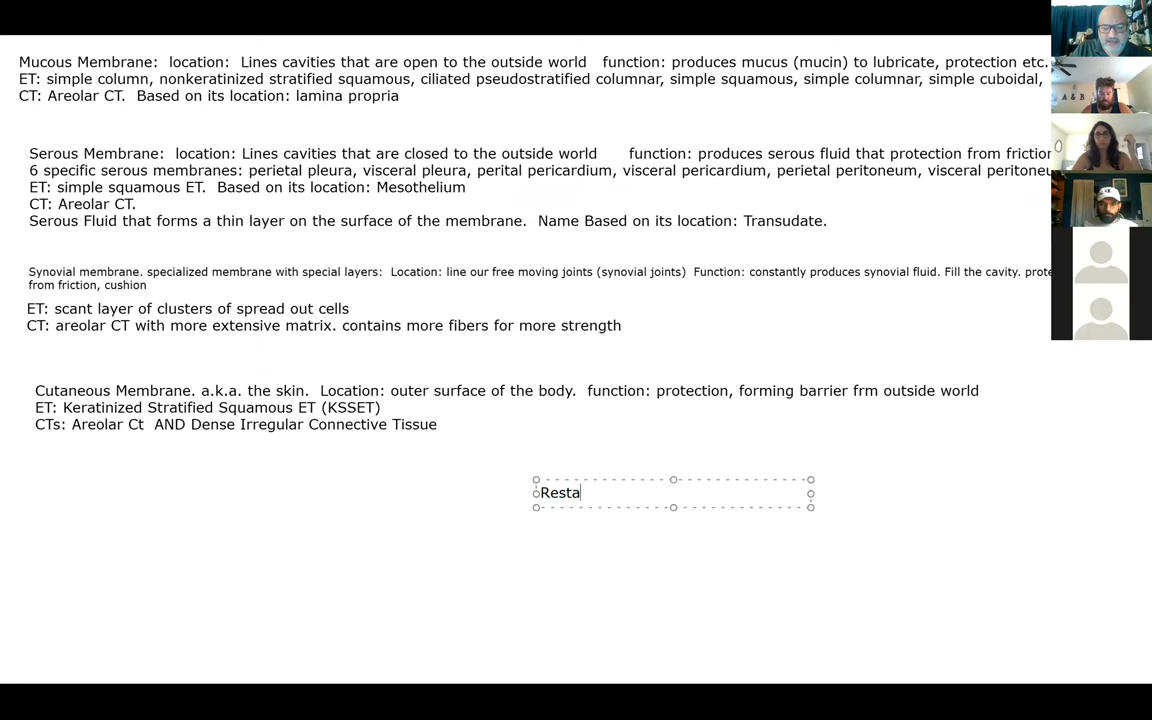 Mucous Membrane: location: Lines cavities that are open to the outside world function: produces mucus (mucin) to lubricate, protection etc.
ET: simple column, nonkeratinized stratified squamous, ciliated pseudostratified columnar, simple squamous, simple columnar, simple cuboidal,
CT: Areolar CT. Based on its location: lamina propria
Serous Membrane: location: Lines cavities that are closed to the outside world function: produces serous fluid that protection from friction
6 specific serous membranes: perietal pleura, visceral pleura, perital pericardium, visceral pericardium, perietal peritoneum, visceral peritoneu
ET: simple squamous ET. Based on its location: Mesothelium
CT: Areolar CT.
Serous Fluid that forms a thin layer on the surface of the membrane. Name Based on its location: Transudate.
Synovial membrane. specialized membrane with special layers: Location: line our free moving joints (synovial joints) Function: constantly produces synovial fluid. Fill the cavity. prote
from friction, cushion
ET: scant layer of clusters of spread out cells
CT: areolar CT with more extensive matrix. contains more fibers for more strength
Cutaneous Membrane. a.k.a. the skin. Location: outer surface of the body. function: protection, forming barrier frm outside world
ET: Keratinized Stratified Squamous ET (KSSET)
CTs: Areolar Ct AND Dense Irregular Connective Tissue
Resta
A & B